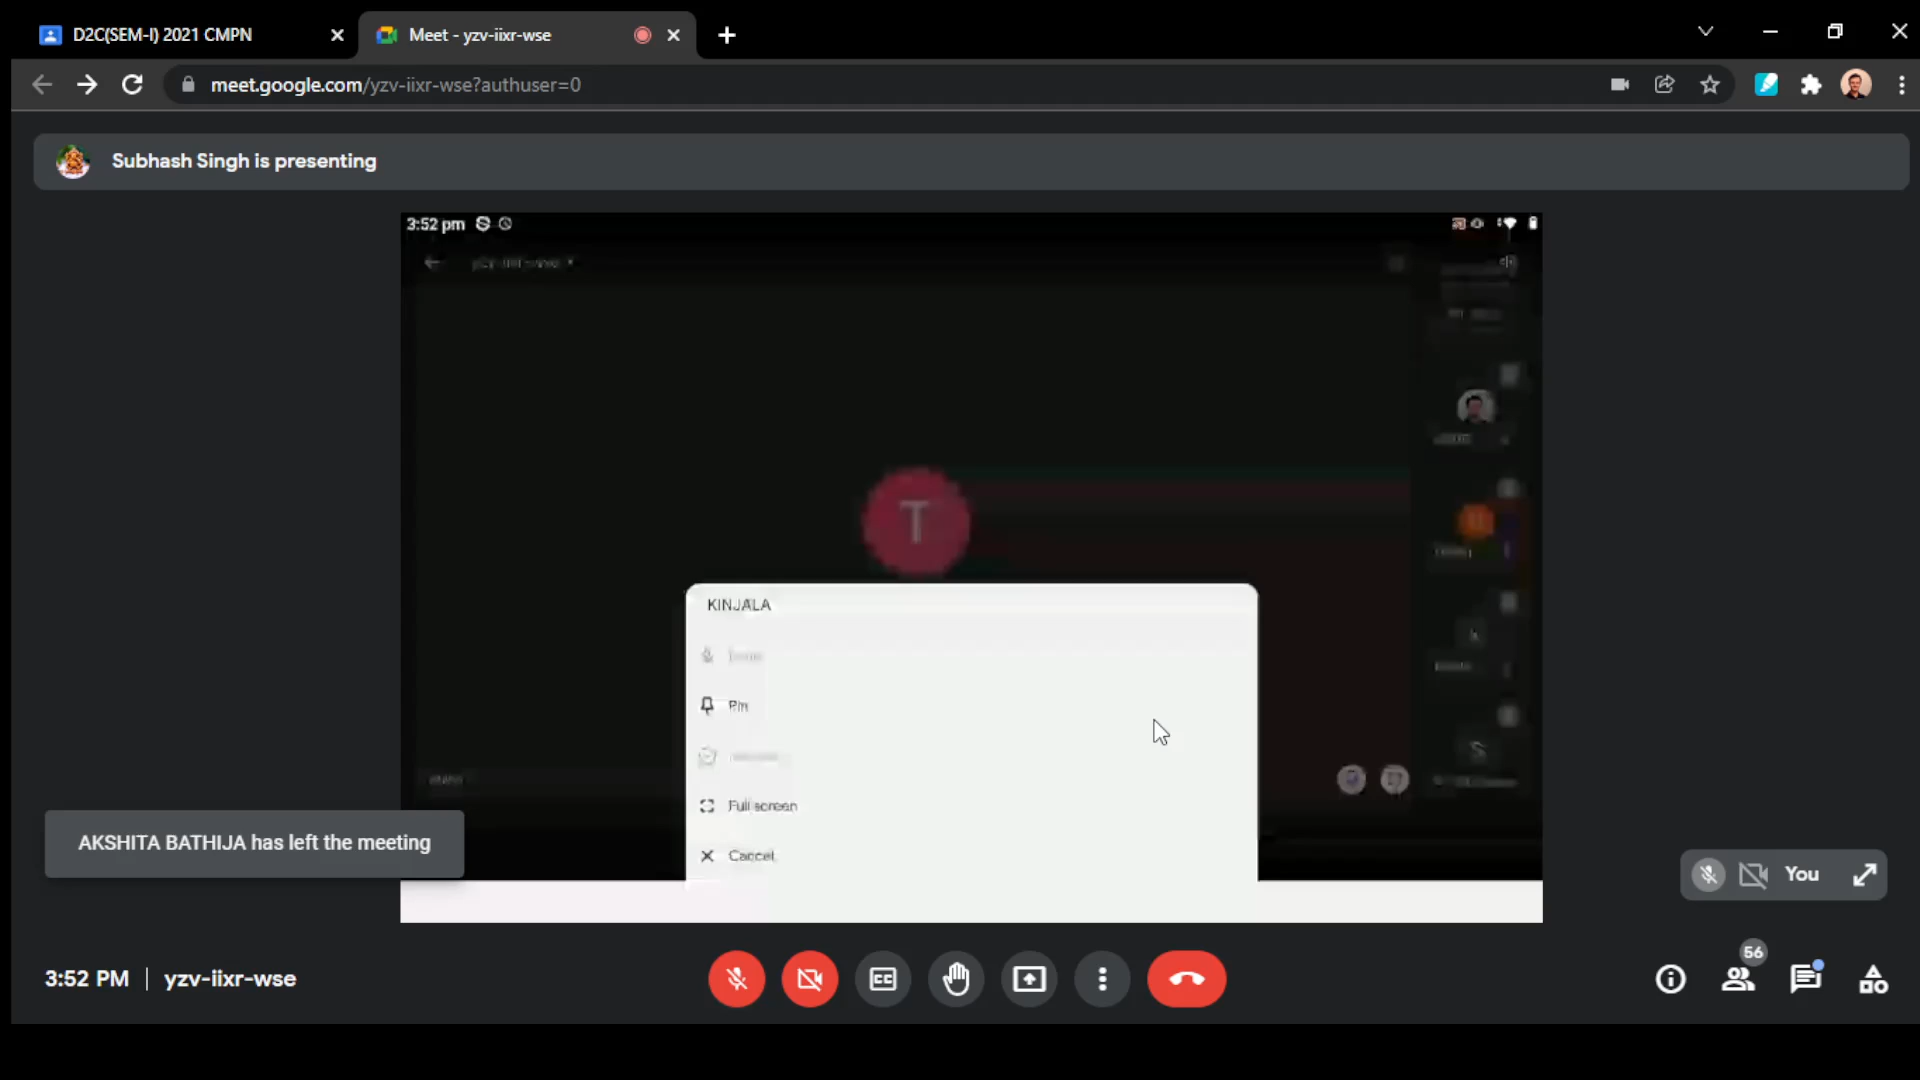 D2C(SEM-I) 2021 CMPN
Meet - yzv-iixr-wse
meet.google.com/yzv-iixr-wse?authuser=0
Subhash Singh is presenting
3:52 pm
T
KINJALA
Pin
Full screen
Cancel
S
AKSHITA BATHIJA has left the meeting
You
3:52 PM | yzv-iixr-wse
CC
56